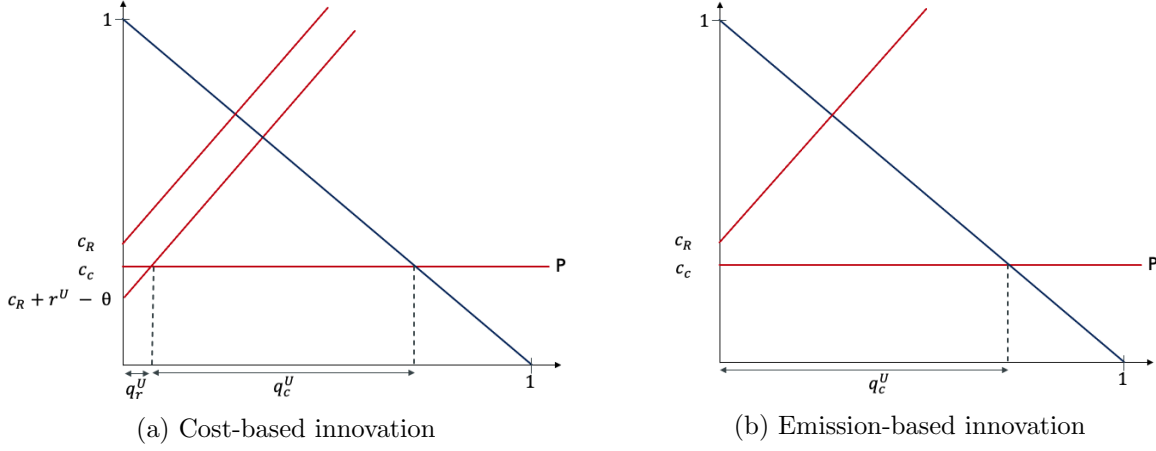 1
c_R
c_c
c_R + r^U − θ
P
1
q_r^U
q_c^U
(a) Cost-based innovation
1
c_R
c_c
P
1
q_c^U
(b) Emission-based innovation